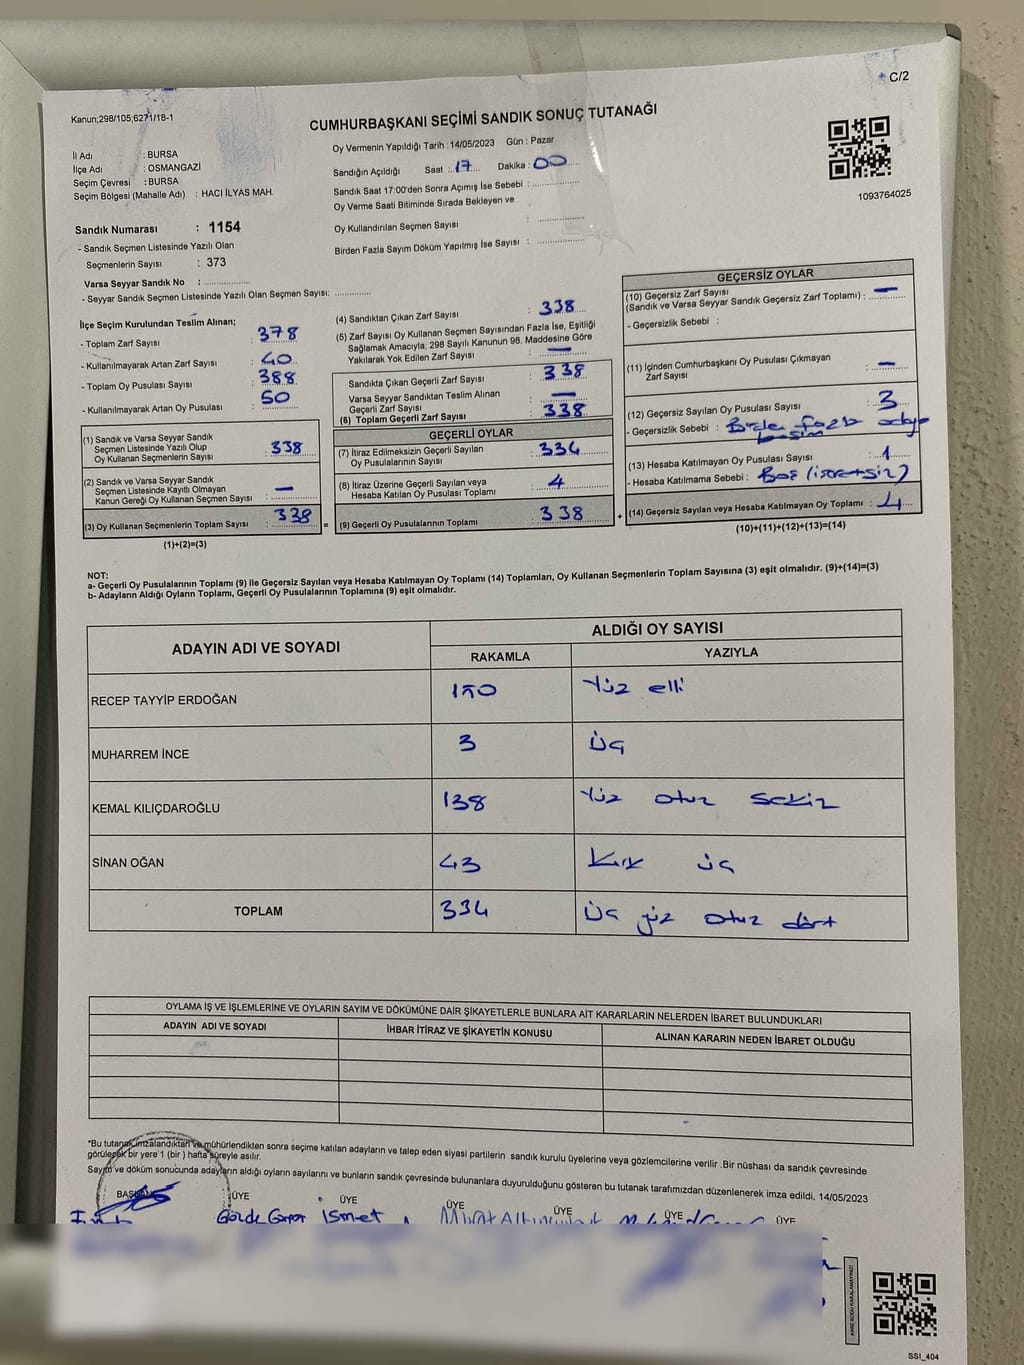 C/2
Kanun;298/105;6271/18-1
CUMHURBAŞKANI SEÇİMİ SANDIK SONUÇ TUTANAĞI
İl Adı : BURSA
İlçe Adı : OSMANGAZİ
Seçim Çevresi : BURSA
Seçim Bölgesi (Mahalle Adı) : HACI İLYAS MAH.
Sandık Numarası : 1154
- Sandık Seçmen Listesinde Yazılı Olan
Seçmenlerin Sayısı : 373
Varsa Seyyar Sandık No : ..................
- Seyyar Sandık Seçmen Listesinde Yazılı Olan Seçmen Sayısı: .............
Oy Vermenin Yapıldığı Tarih : 14/05/2023 Gün : Pazar
Sandığın Açıldığı Saat : 17 Dakika : 00
Sandık Saat 17:00'den Sonra Açımış İse Sebebi : ..................
Oy Verme Saati Bitiminde Sırada Bekleyen ve
Oy Kullandırılan Seçmen Sayısı : ..................
Birden Fazla Sayım Döküm Yapılmış İse Sayısı : ..................
1093764025
İlçe Seçim Kurulundan Teslim Alınan;
- Toplam Zarf Sayısı : 378
- Kullanılmayarak Artan Zarf Sayısı : 40
- Toplam Oy Pusulası Sayısı : 388
- Kullanılmayarak Artan Oy Pusulası : 50
(1) Sandık ve Varsa Seyyar Sandık
Seçmen Listesinde Yazılı Olup
Oy Kullanan Seçmenlerin Sayısı : 338
(2) Sandık ve Varsa Seyyar Sandık
Seçmen Listesinde Kayıtlı Olmayan
Kanun Gereği Oy Kullanan Seçmen Sayısı : —
(3) Oy Kullanan Seçmenlerin Toplam Sayısı : 338 =
(1)+(2)=(3)
(4) Sandıktan Çıkan Zarf Sayısı : 338
(5) Zarf Sayısı Oy Kullanan Seçmen Sayısından Fazla İse, Eşitliği
Sağlamak Amacıyla, 298 Sayılı Kanunun 98. Maddesine Göre
Yakılarak Yok Edilen Zarf Sayısı : —
Sandıkta Çıkan Geçerli Zarf Sayısı : 338
Varsa Seyyar Sandıktan Teslim Alınan
Geçerli Zarf Sayısı : —
(6) Toplam Geçerli Zarf Sayısı : 338
GEÇERLİ OYLAR
(7) İtiraz Edilmeksizin Geçerli Sayılan
Oy Pusulalarının Sayısı : 334
(8) İtiraz Üzerine Geçerli Sayılan veya
Hesaba Katılan Oy Pusulası Toplamı : 4
(9) Geçerli Oy Pusulalarının Toplamı : 338 +
GEÇERSİZ OYLAR
(10) Geçersiz Zarf Sayısı
(Sandık ve Varsa Seyyar Sandık Geçersiz Zarf Toplamı) : —
- Geçersizlik Sebebi :
(11) İçinden Cumhurbaşkanı Oy Pusulası Çıkmayan
Zarf Sayısı : —
(12) Geçersiz Sayılan Oy Pusulası Sayısı : 3
- Geçersizlik Sebebi : Birden fazla adaya
basım
(13) Hesaba Katılmayan Oy Pusulası Sayısı : 1
- Hesaba Katılmama Sebebi : Boş (işaretsiz)
(14) Geçersiz Sayılan veya Hesaba Katılmayan Oy Toplamı : 4
(10)+(11)+(12)+(13)=(14)
NOT:
a- Geçerli Oy Pusulalarının Toplamı (9) ile Geçersiz Sayılan veya Hesaba Katılmayan Oy Toplamı (14) Toplamları, Oy Kullanan Seçmenlerin Toplam Sayısına (3) eşit olmalıdır. (9)+(14)=(3)
b- Adayların Aldığı Oyların Toplamı, Geçerli Oy Pusulalarının Toplamına (9) eşit olmalıdır.
ADAYIN ADI VE SOYADI ALDIĞI OY SAYISI
RAKAMLA YAZIYLA
RECEP TAYYİP ERDOĞAN 150 Yüz elli
MUHARREM İNCE 3 üç
KEMAL KILIÇDAROĞLU 138 Yüz otuz sekiz
SİNAN OĞAN 43 Kırk üç
TOPLAM 334 üç yüz otuz dört
OYLAMA İŞ VE İŞLEMLERİNE VE OYLARIN SAYIM VE DÖKÜMÜNE DAİR ŞİKAYETLERLE BUNLARA AİT KARARLARIN NELERDEN İBARET BULUNDUKLARI
ADAYIN ADI VE SOYADI İHBAR İTİRAZ VE ŞİKAYETİN KONUSU ALINAN KARARIN NEDEN İBARET OLDUĞU
*Bu tutanak imzalandıktan ve mühürlendikten sonra seçime katılan adayların ve talep eden siyasi partilerin sandık kurulu üyelerine veya gözlemcilerine verilir .Bir nüshası da sandık çevresinde
görülecek bir yere 1 (bir ) hafta süreyle asılır.
Sayım ve döküm sonucunda adayların aldığı oyların sayılarını ve bunların sandık çevresinde bulunanlara duyurulduğunu gösteren bu tutanak tarafımızdan düzenlenerek imza edildi. 14/05/2023
BAŞKAN ÜYE ÜYE ÜYE ÜYE ÜYE ÜYE
İsmet
KARE KODU KARALAMAYINIZ!
SSI_404